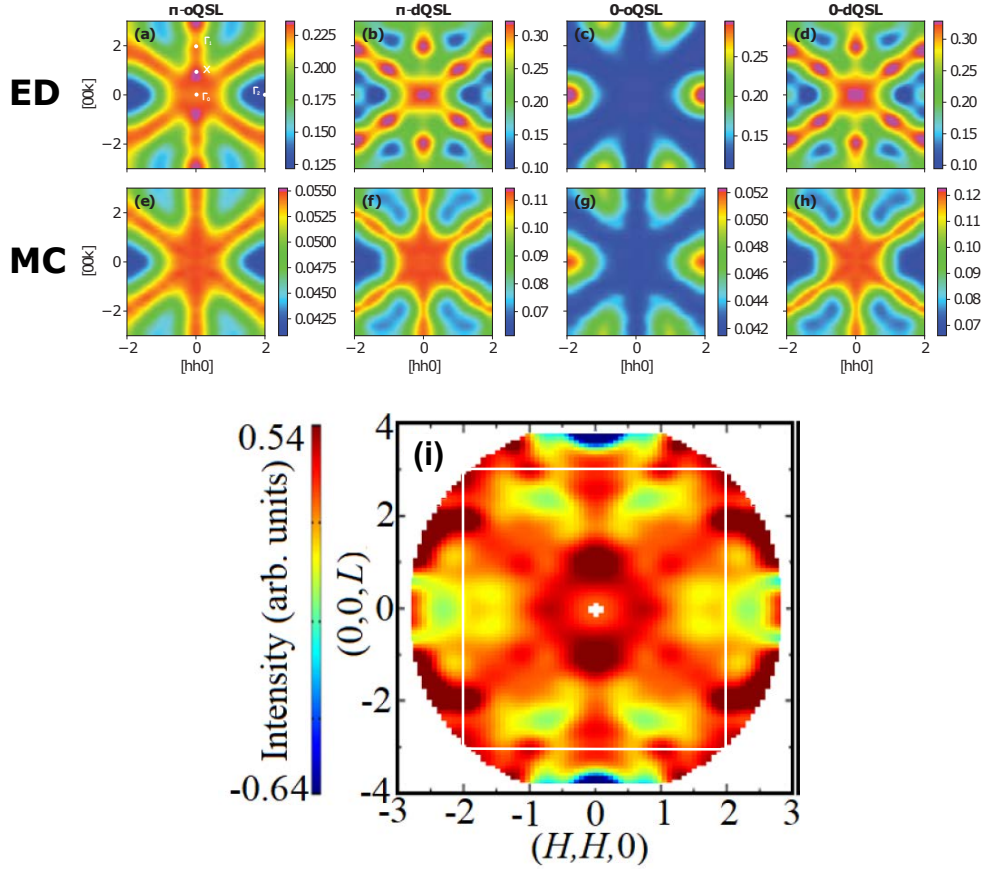 π-oQSL π-dQSL 0-oQSL 0-dQSL
ED
(a) Γ₁ X Γ₀ Γ₂
(b)
(c)
(d)
[00k]
2
0
−2
0.225
0.200
0.175
0.150
0.125
0.30
0.25
0.20
0.15
0.10
0.25
0.20
0.15
0.30
0.25
0.20
0.15
0.10
MC
(e)
(f)
(g)
(h)
[00k]
2
0
−2
0.0550
0.0525
0.0500
0.0475
0.0450
0.0425
0.11
0.10
0.09
0.08
0.07
0.052
0.050
0.048
0.046
0.044
0.042
0.12
0.11
0.10
0.09
0.08
0.07
−2 0 2 −2 0 2 −2 0 2 −2 0 2
[hh0] [hh0] [hh0] [hh0]
0.54
Intensity (arb. units)
-0.64
(i)
(0,0,L)
4
2
0
-2
-4
-3 -2 -1 0 1 2 3
(H,H,0)